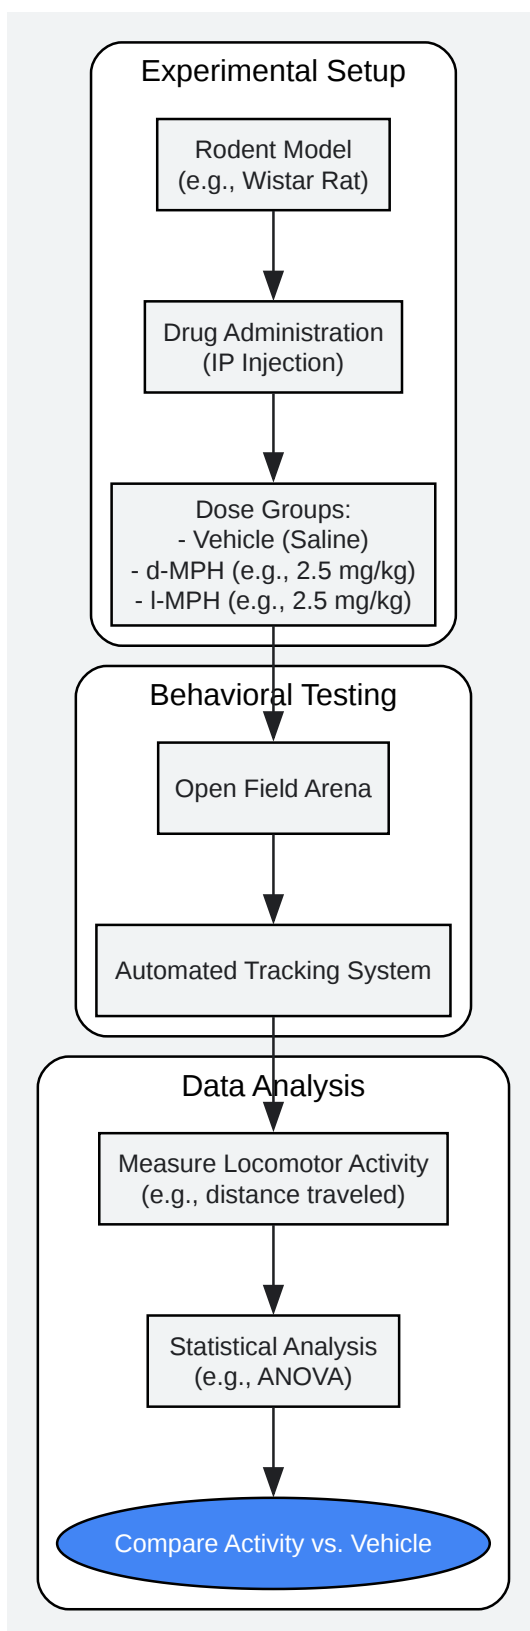 Experimental Setup
Rodent Model
(e.g., Wistar Rat)
Drug Administration
(IP Injection)
Dose Groups:
- Vehicle (Saline)
- d-MPH (e.g., 2.5 mg/kg)
- l-MPH (e.g., 2.5 mg/kg)
Behavioral Testing
Open Field Arena
Automated Tracking System
Data Analysis
Measure Locomotor Activity
(e.g., distance traveled)
Statistical Analysis
(e.g., ANOVA)
Compare Activity vs. Vehicle